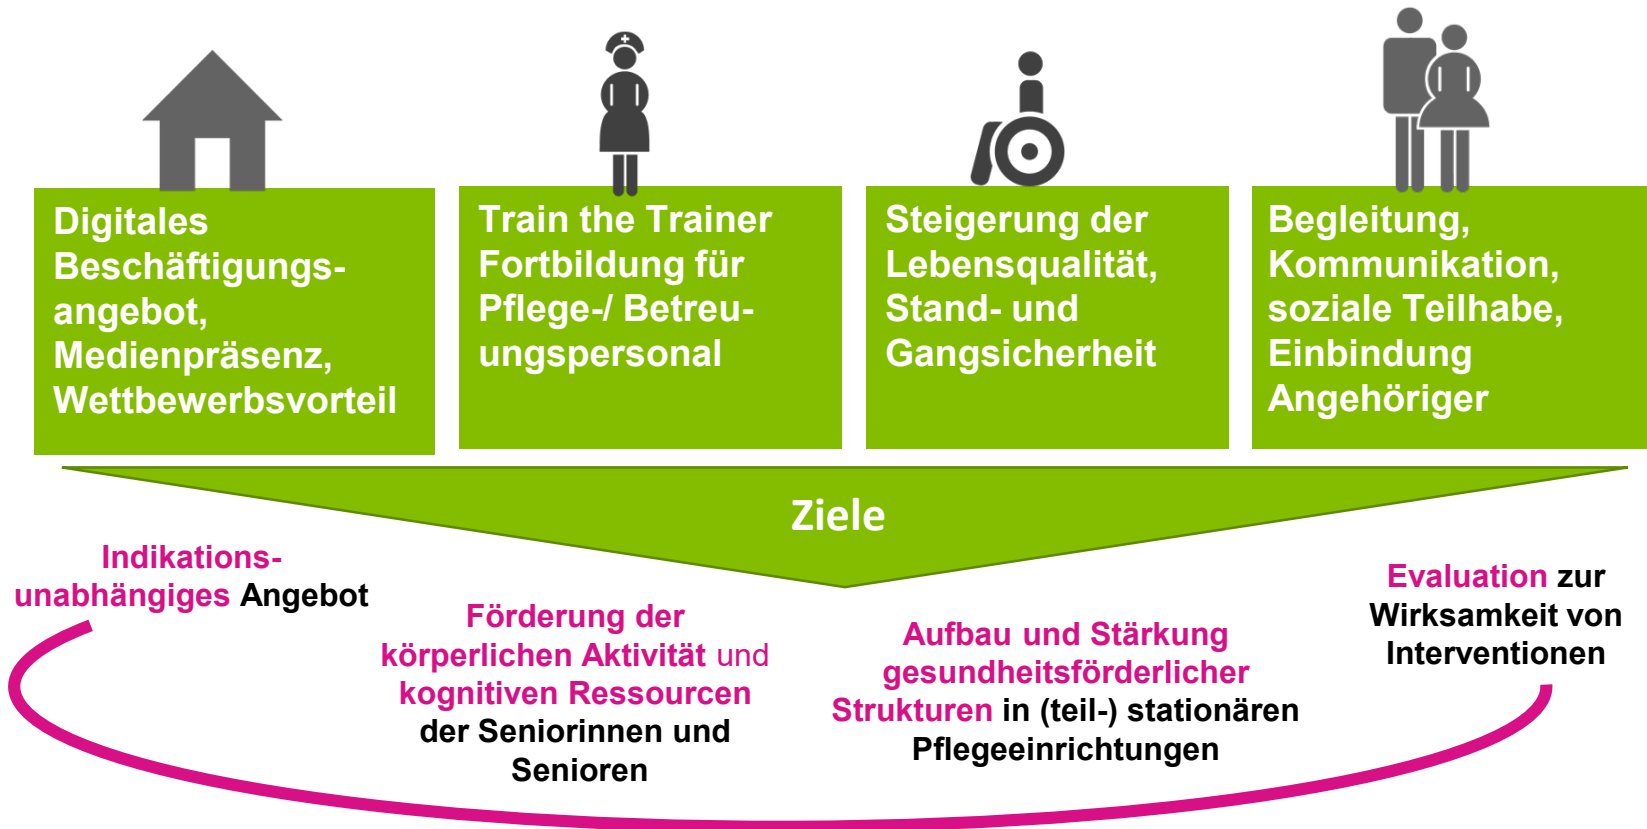 Digitales
Beschäftigungs-
angebot,
Medienpräsenz,
Wettbewerbsvorteil
Train the Trainer
Fortbildung für
Pflege-/ Betreu-
ungspersonal
Steigerung der
Lebensqualität,
Stand- und
Gangsicherheit
Begleitung,
Kommunikation,
soziale Teilhabe,
Einbindung
Angehöriger
Ziele
Indikations-
unabhängiges Angebot
Förderung der
körperlichen Aktivität und
kognitiven Ressourcen
der Seniorinnen und
Senioren
Aufbau und Stärkung
gesundheitsförderlicher
Strukturen in (teil-) stationären
Pflegeeinrichtungen
Evaluation zur
Wirksamkeit von
Interventionen